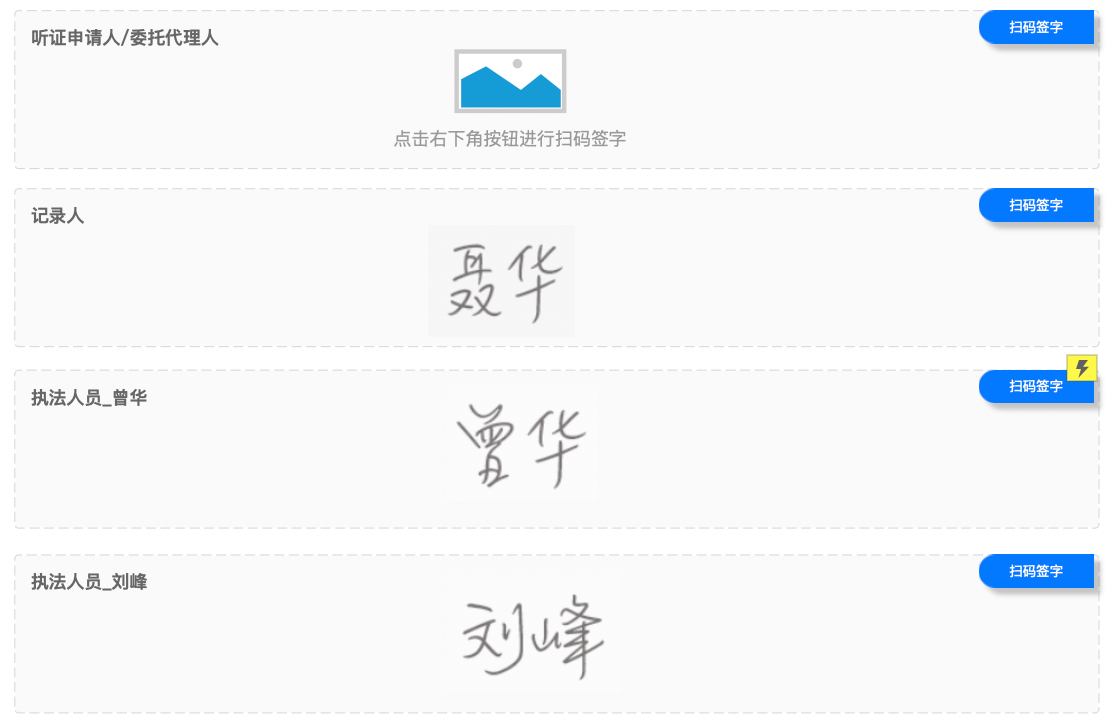 听证申请人/委托代理人
扫码签字
点击右下角按钮进行扫码签字
记录人
扫码签字
聂华
执法人员_曾华
扫码签字
曾华
执法人员_刘峰
扫码签字
刘峰